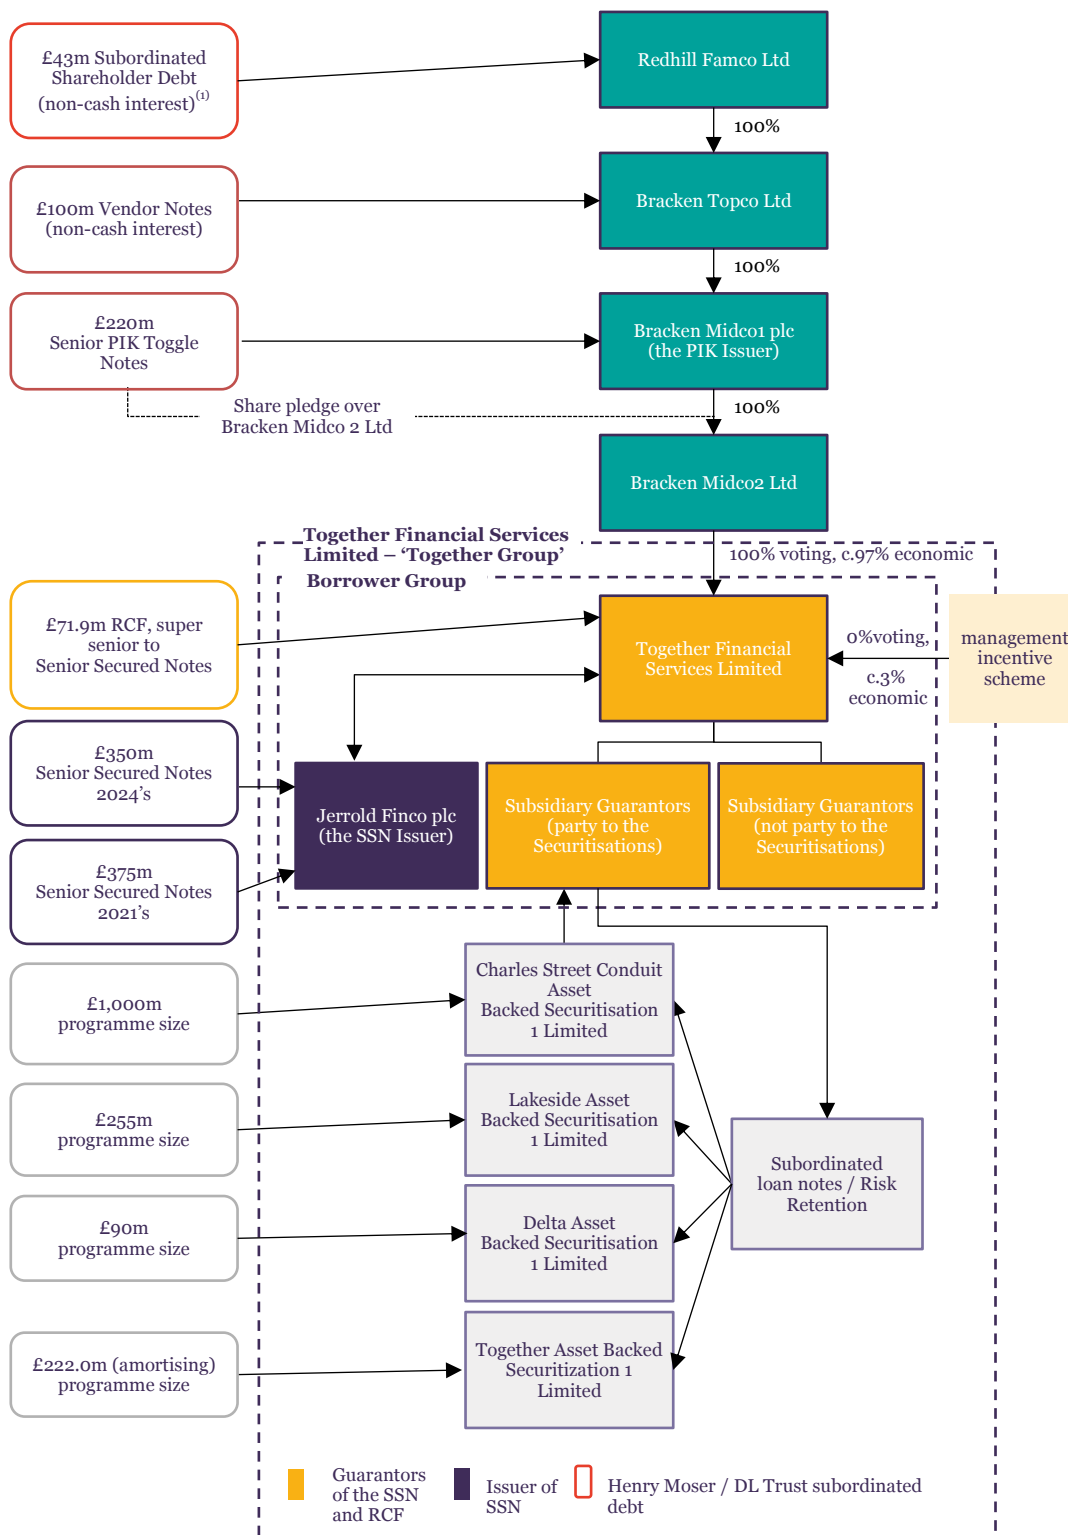 £43m Subordinated
Shareholder Debt
(non-cash interest)(1)
Redhill Famco Ltd
100%
£100m Vendor Notes
(non-cash interest)
Bracken Topco Ltd
100%
£220m
Senior PIK Toggle
Notes
Bracken Midco1 plc
(the PIK Issuer)
Share pledge over
Bracken Midco 2 Ltd
100%
Bracken Midco2 Ltd
Together Financial Services
Limited – ‘Together Group’
100% voting, c.97% economic
Borrower Group
£71.9m RCF, super
senior to
Senior Secured Notes
Together Financial
Services Limited
0%voting,
c.3%
economic
management
incentive
scheme
£350m
Senior Secured Notes
2024’s
Jerrold Finco plc
(the SSN Issuer)
Subsidiary Guarantors
(party to the
Securitisations)
Subsidiary Guarantors
(not party to the
Securitisations)
£375m
Senior Secured Notes
2021’s
£1,000m
programme size
Charles Street Conduit
Asset
Backed Securitisation
1 Limited
£255m
programme size
Lakeside Asset
Backed Securitisation
1 Limited
Subordinated
loan notes / Risk
Retention
£90m
programme size
Delta Asset
Backed Securitisation
1 Limited
£222.0m (amortising)
programme size
Together Asset Backed
Securitization 1
Limited
Guarantors
of the SSN
and RCF
Issuer of
SSN
Henry Moser / DL Trust subordinated
debt